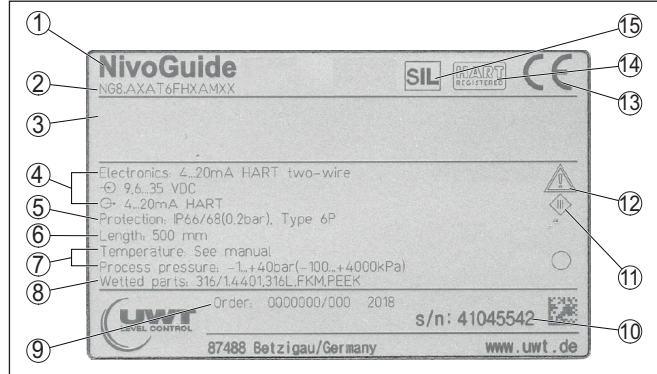 1
15
NivoGuide
SIL
HART
REGISTERED
CE
14
2
NG8.AXAT6FHXAMXX
13
3
4
Electronics: 4...20mA HART two-wire
9,6...35 VDC
4...20mA HART
12
5
Protection: IP66/68(0.2bar), Type 6P
6
Length: 500 mm
7
Temperature: See manual
11
Process pressure: -1...+40bar(-100...+4000kPa)
8
Wetted parts: 316/1.4401,316L,FKM,PEEK
Order: 0000000/000 2018
UWT
LEVEL CONTROL
s/n: 41045542
10
9
87488 Betzigau/Germany
www.uwt.de